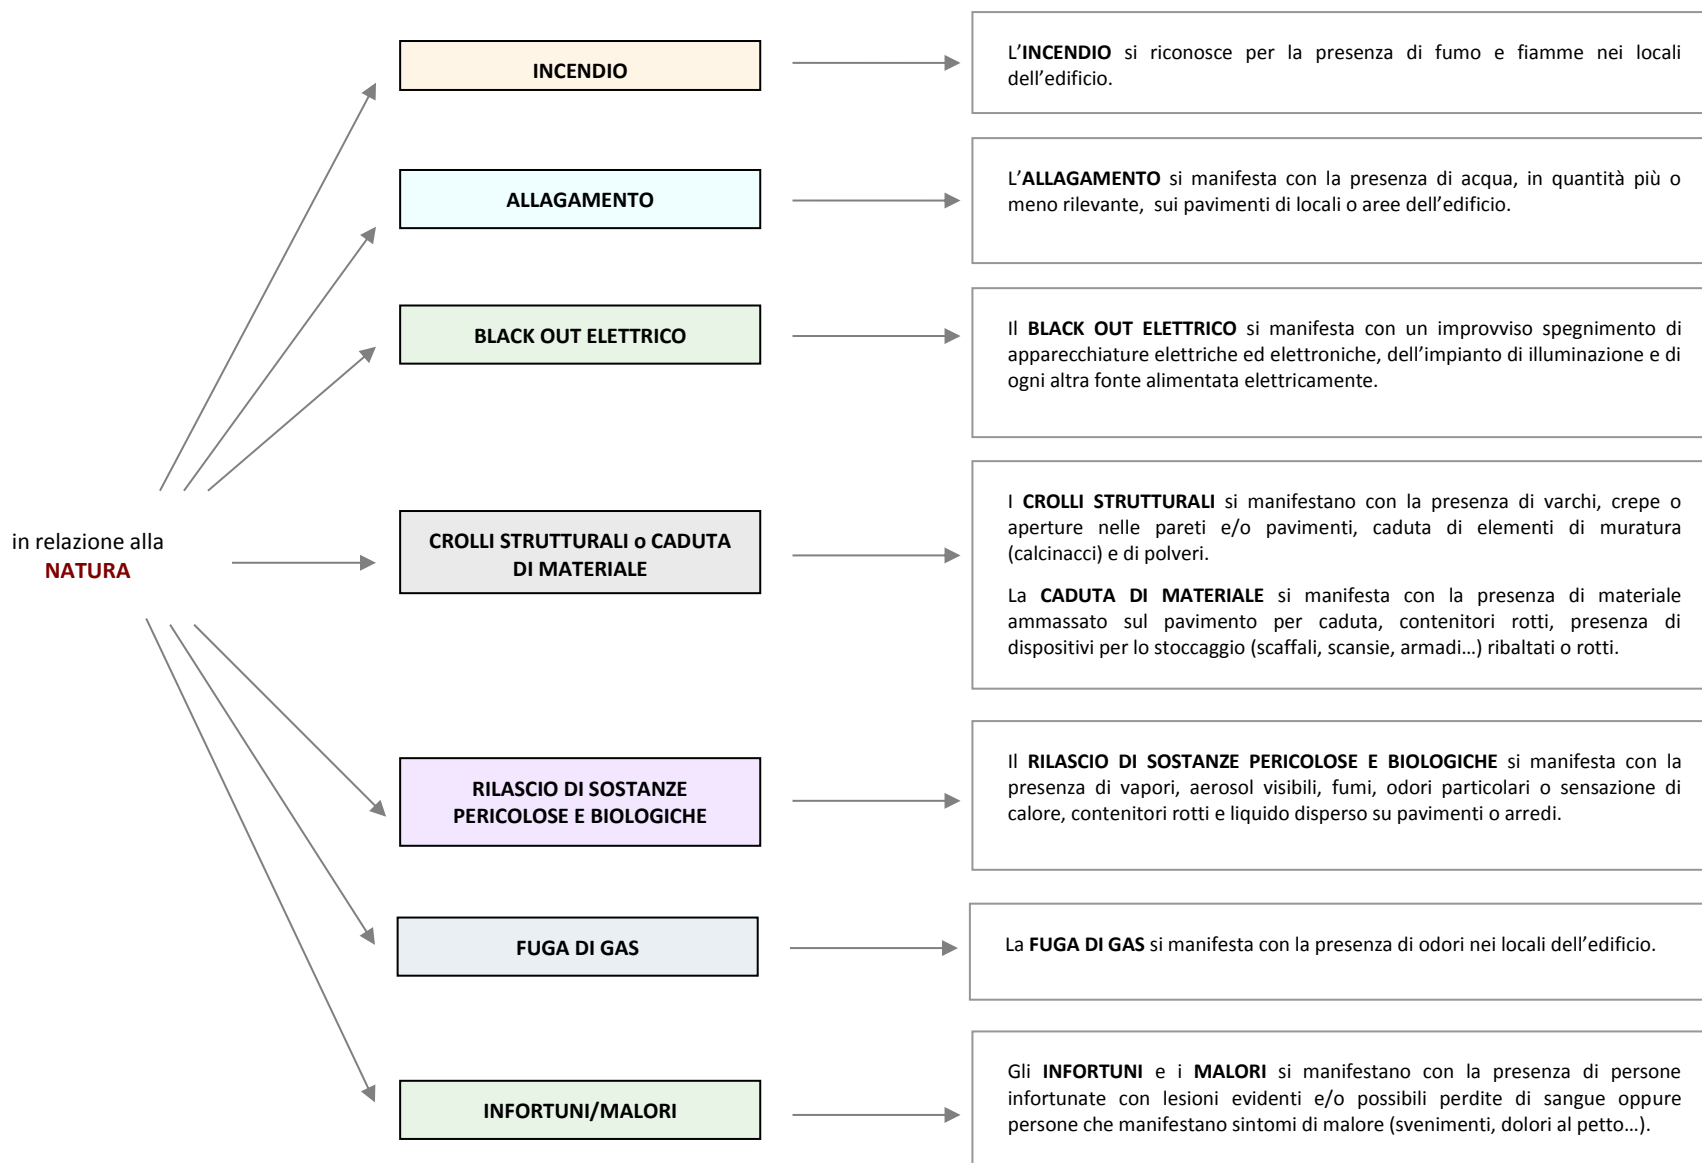 in relazione alla
NATURA
INCENDIO
L’INCENDIO si riconosce per la presenza di fumo e fiamme nei locali
dell’edificio.
ALLAGAMENTO
L’ALLAGAMENTO si manifesta con la presenza di acqua, in quantità più o
meno rilevante, sui pavimenti di locali o aree dell’edificio.
BLACK OUT ELETTRICO
Il BLACK OUT ELETTRICO si manifesta con un improvviso spegnimento di
apparecchiature elettriche ed elettroniche, dell’impianto di illuminazione e di
ogni altra fonte alimentata elettricamente.
CROLLI STRUTTURALI o CADUTA
DI MATERIALE
I CROLLI STRUTTURALI si manifestano con la presenza di varchi, crepe o
aperture nelle pareti e/o pavimenti, caduta di elementi di muratura
(calcinacci) e di polveri.
La CADUTA DI MATERIALE si manifesta con la presenza di materiale
ammassato sul pavimento per caduta, contenitori rotti, presenza di
dispositivi per lo stoccaggio (scaffali, scansie, armadi…) ribaltati o rotti.
RILASCIO DI SOSTANZE
PERICOLOSE E BIOLOGICHE
Il RILASCIO DI SOSTANZE PERICOLOSE E BIOLOGICHE si manifesta con la
presenza di vapori, aerosol visibili, fumi, odori particolari o sensazione di
calore, contenitori rotti e liquido disperso su pavimenti o arredi.
FUGA DI GAS
La FUGA DI GAS si manifesta con la presenza di odori nei locali dell’edificio.
INFORTUNI/MALORI
Gli INFORTUNI e i MALORI si manifestano con la presenza di persone
infortunate con lesioni evidenti e/o possibili perdite di sangue oppure
persone che manifestano sintomi di malore (svenimenti, dolori al petto…).